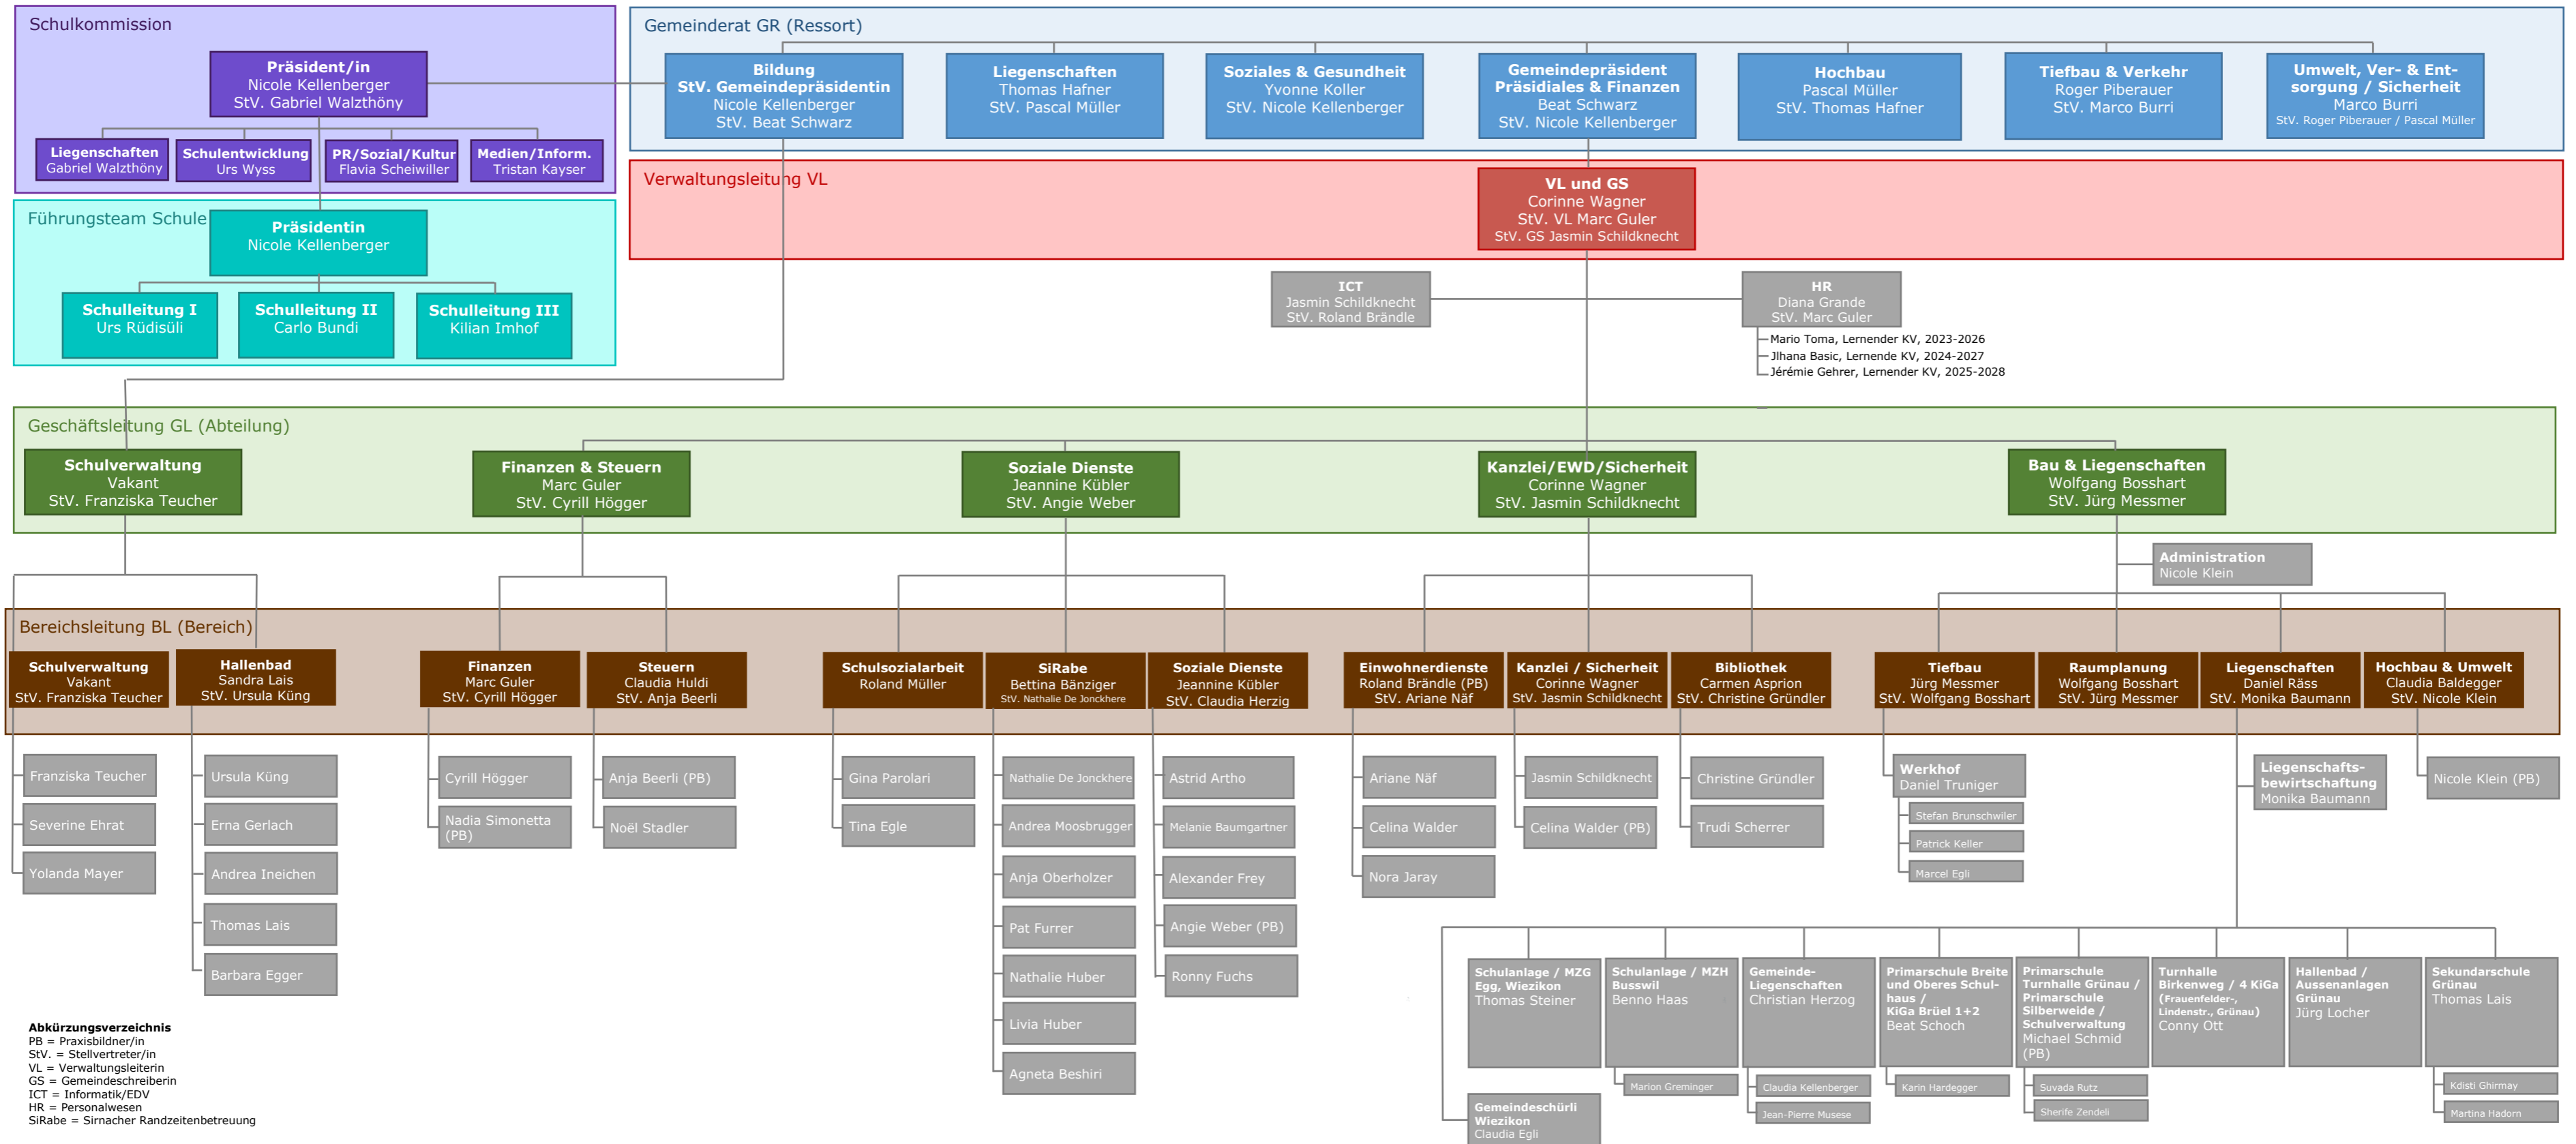 Schulkommission
Präsident/in
Nicole Kellenberger
StV. Gabriel Walzthöny
Liegenschaften
Gabriel Walzthöny
Schulentwicklung
Urs Wyss
PR/Sozial/Kultur
Flavia Scheiwiller
Medien/Inform.
Tristan Kayser
Führungsteam Schule
Präsidentin
Nicole Kellenberger
Schulleitung I
Urs Rüdisüli
Schulleitung II
Carlo Bundi
Schulleitung III
Kilian Imhof
Gemeinderat GR (Ressort)
Bildung
StV. Gemeindepräsidentin
Nicole Kellenberger
StV. Beat Schwarz
Liegenschaften
Thomas Hafner
StV. Pascal Müller
Soziales & Gesundheit
Yvonne Koller
StV. Nicole Kellenberger
Gemeindepräsident
Präsidiales & Finanzen
Beat Schwarz
StV. Nicole Kellenberger
Hochbau
Pascal Müller
StV. Thomas Hafner
Tiefbau & Verkehr
Roger Piberauer
StV. Marco Burri
Umwelt, Ver- & Ent-
sorgung / Sicherheit
Marco Burri
StV. Roger Piberauer / Pascal Müller
Verwaltungsleitung VL
VL und GS
Corinne Wagner
StV. VL Marc Guler
StV. GS Jasmin Schildknecht
ICT
Jasmin Schildknecht
StV. Roland Brändle
HR
Diana Grande
StV. Marc Guler
Mario Toma, Lernender KV, 2023-2026
Jlhana Basic, Lernende KV, 2024-2027
Jérémie Gehrer, Lernender KV, 2025-2028
Geschäftsleitung GL (Abteilung)
Schulverwaltung
Vakant
StV. Franziska Teucher
Finanzen & Steuern
Marc Guler
StV. Cyrill Högger
Soziale Dienste
Jeannine Kübler
StV. Angie Weber
Kanzlei/EWD/Sicherheit
Corinne Wagner
StV. Jasmin Schildknecht
Bau & Liegenschaften
Wolfgang Bosshart
StV. Jürg Messmer
Administration
Nicole Klein
Bereichsleitung BL (Bereich)
Schulverwaltung
Vakant
StV. Franziska Teucher
Hallenbad
Sandra Lais
StV. Ursula Küng
Finanzen
Marc Guler
StV. Cyrill Högger
Steuern
Claudia Huldi
StV. Anja Beerli
Schulsozialarbeit
Roland Müller
SiRabe
Bettina Bänziger
StV. Nathalie De Jonckhere
Soziale Dienste
Jeannine Kübler
StV. Claudia Herzig
Einwohnerdienste
Roland Brändle (PB)
StV. Ariane Näf
Kanzlei / Sicherheit
Corinne Wagner
StV. Jasmin Schildknecht
Bibliothek
Carmen Asprion
StV. Christine Gründler
Tiefbau
Jürg Messmer
StV. Wolfgang Bosshart
Raumplanung
Wolfgang Bosshart
StV. Jürg Messmer
Liegenschaften
Daniel Räss
StV. Monika Baumann
Hochbau & Umwelt
Claudia Baldegger
StV. Nicole Klein
Franziska Teucher
Severine Ehrat
Yolanda Mayer
Ursula Küng
Erna Gerlach
Andrea Ineichen
Thomas Lais
Barbara Egger
Cyrill Högger
Nadia Simonetta
(PB)
Anja Beerli (PB)
Noël Stadler
Gina Parolari
Tina Egle
Nathalie De Jonckhere
Andrea Moosbrugger
Anja Oberholzer
Pat Furrer
Nathalie Huber
Livia Huber
Agneta Beshiri
Astrid Artho
Melanie Baumgartner
Alexander Frey
Angie Weber (PB)
Ronny Fuchs
Ariane Näf
Celina Walder
Nora Jaray
Jasmin Schildknecht
Celina Walder (PB)
Christine Gründler
Trudi Scherrer
Werkhof
Daniel Truniger
Stefan Brunschwiler
Patrick Keller
Marcel Egli
Liegenschafts-
bewirtschaftung
Monika Baumann
Nicole Klein (PB)
Schulanlage / MZG
Egg, Wiezikon
Thomas Steiner
Gemeindeschürli
Wiezikon
Claudia Egli
Schulanlage / MZH
Busswil
Benno Haas
Marion Greminger
Gemeinde-
Liegenschaften
Christian Herzog
Claudia Kellenberger
Jean-Pierre Musese
Primarschule Breite
und Oberes Schul-
haus /
KiGa Brüel 1+2
Beat Schoch
Karin Hardegger
Primarschule
Turnhalle Grünau /
Primarschule
Silberweide /
Schulverwaltung
Michael Schmid
(PB)
Suvada Rutz
Sherife Zendeli
Turnhalle
Birkenweg / 4 KiGa
(Frauenfelder-,
Lindenstr., Grünau)
Conny Ott
Hallenbad /
Aussenanlagen
Grünau
Jürg Locher
Sekundarschule
Grünau
Thomas Lais
Kdisti Ghirmay
Martina Hadorn
Abkürzungsverzeichnis
PB = Praxisbildner/in
StV. = Stellvertreter/in
VL = Verwaltungsleiterin
GS = Gemeindeschreiberin
ICT = Informatik/EDV
HR = Personalwesen
SiRabe = Sirnacher Randzeitenbetreuung